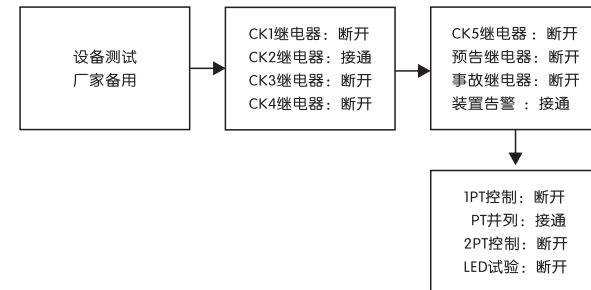 设备测试
厂家备用
CK1继电器：断开
CK2继电器：接通
CK3继电器：断开
CK4继电器：断开
CK5继电器：断开
预告继电器：断开
事故继电器：断开
装置告警 ：接通
1PT控制：断开
PT并列：接通
2PT控制：断开
LED试验：断开